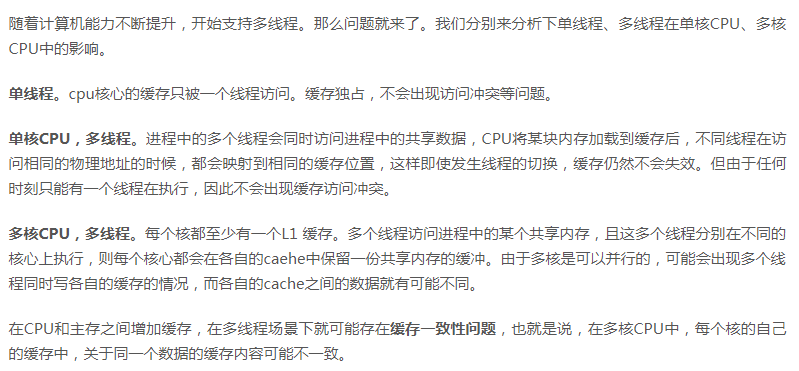 随着计算机能力不断提升，开始支持多线程。那么问题就来了。我们分别来分析下单线程、多线程在单核CPU、多核
CPU中的影响。
单线程。cpu核心的缓存只被一个线程访问。缓存独占，不会出现访问冲突等问题。
单核CPU，多线程。进程中的多个线程会同时访问进程中的共享数据，CPU将某块内存加载到缓存后，不同线程在访
问相同的物理地址的时候，都会映射到相同的缓存位置，这样即使发生线程的切换，缓存仍然不会失效。但由于任何
时刻只能有一个线程在执行，因此不会出现缓存访问冲突。
多核CPU，多线程。每个核都至少有一个L1 缓存。多个线程访问进程中的某个共享内存，且这多个线程分别在不同的
核心上执行，则每个核心都会在各自的caehe中保留一份共享内存的缓冲。由于多核是可以并行的，可能会出现多个线
程同时写各自的缓存的情况，而各自的cache之间的数据就有可能不同。
在CPU和主存之间增加缓存，在多线程场景下就可能存在缓存一致性问题，也就是说，在多核CPU中，每个核的自己
的缓存中，关于同一个数据的缓存内容可能不一致。